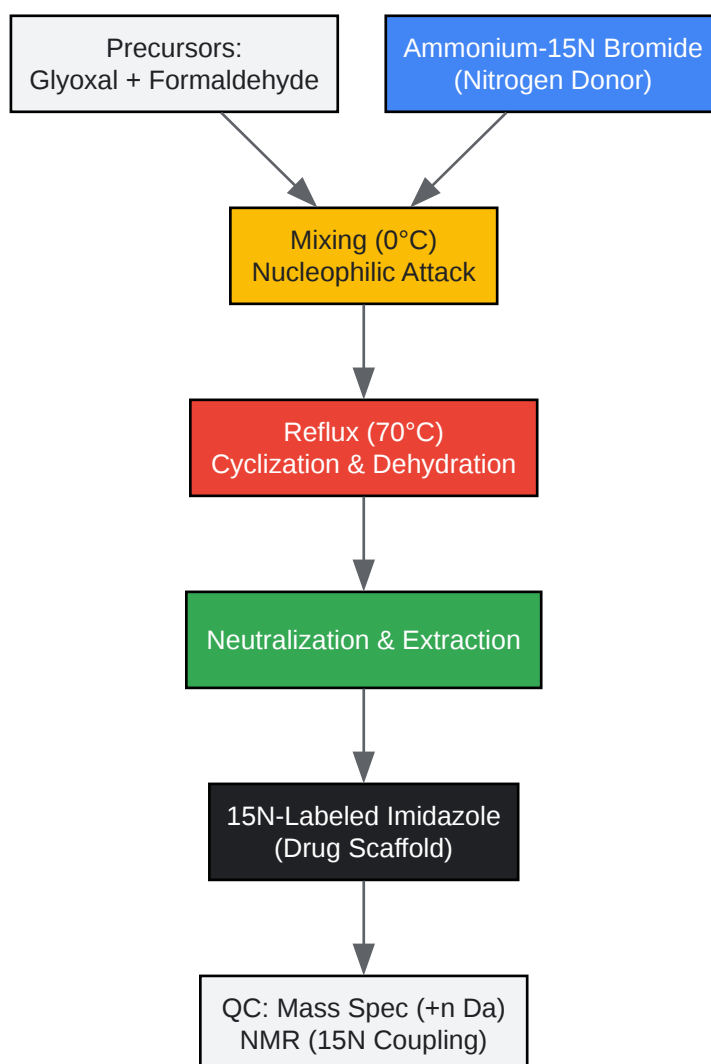 Precursors:
Glyoxal + Formaldehyde
Ammonium-15N Bromide
(Nitrogen Donor)
Mixing (0°C)
Nucleophilic Attack
Reflux (70°C)
Cyclization & Dehydration
Neutralization & Extraction
15N-Labeled Imidazole
(Drug Scaffold)
QC: Mass Spec (+n Da)
NMR (15N Coupling)